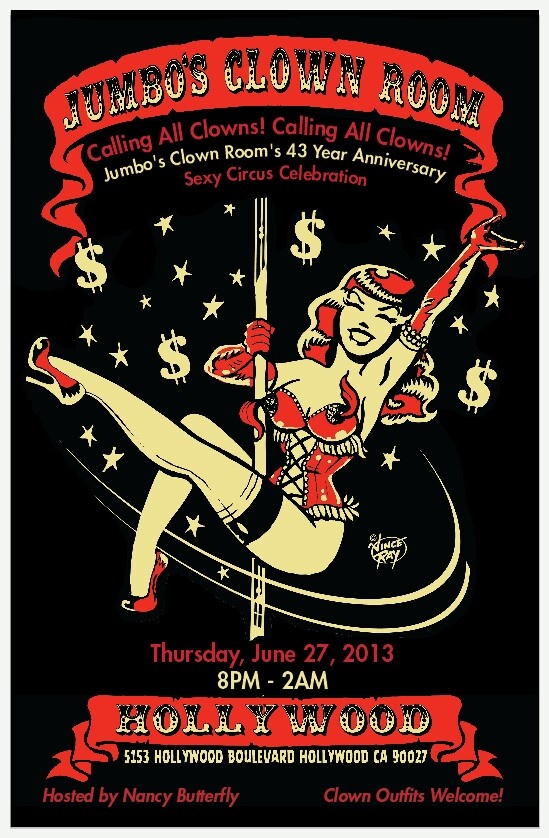 JUMBO'S CLOWN ROOM
Calling All Clowns! Calling All Clowns!
Jumbo's Clown Room's 43 Year Anniversary
Sexy Circus Celebration
$ $
$ $
© VINCE
RAY
Thursday, June 27, 2013
8PM - 2AM
HOLLYWOOD
5153 HOLLYWOOD BOULEVARD HOLLYWOOD CA 90027
Hosted by Nancy Butterfly Clown Outfits Welcome!